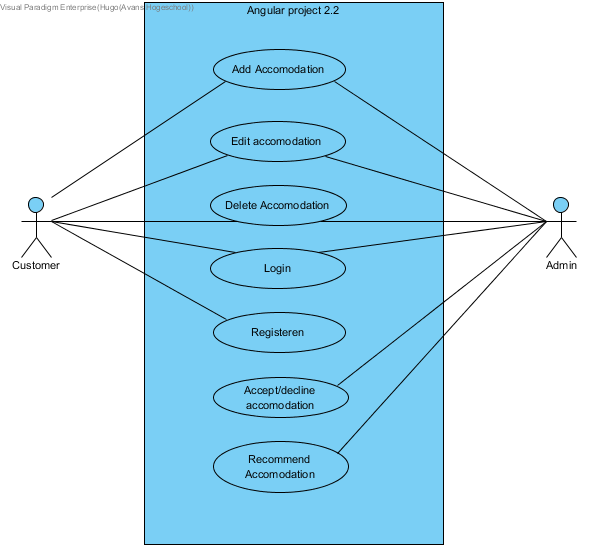 Visual Paradigm Enterprise(Hugo(Avans Hogeschool))
Angular project 2.2
Add Accomodation
Edit accomodation
Delete Accomodation
Login
Customer
Admin
Registeren
Accept/decline
accomodation
Recommend
Accomodation